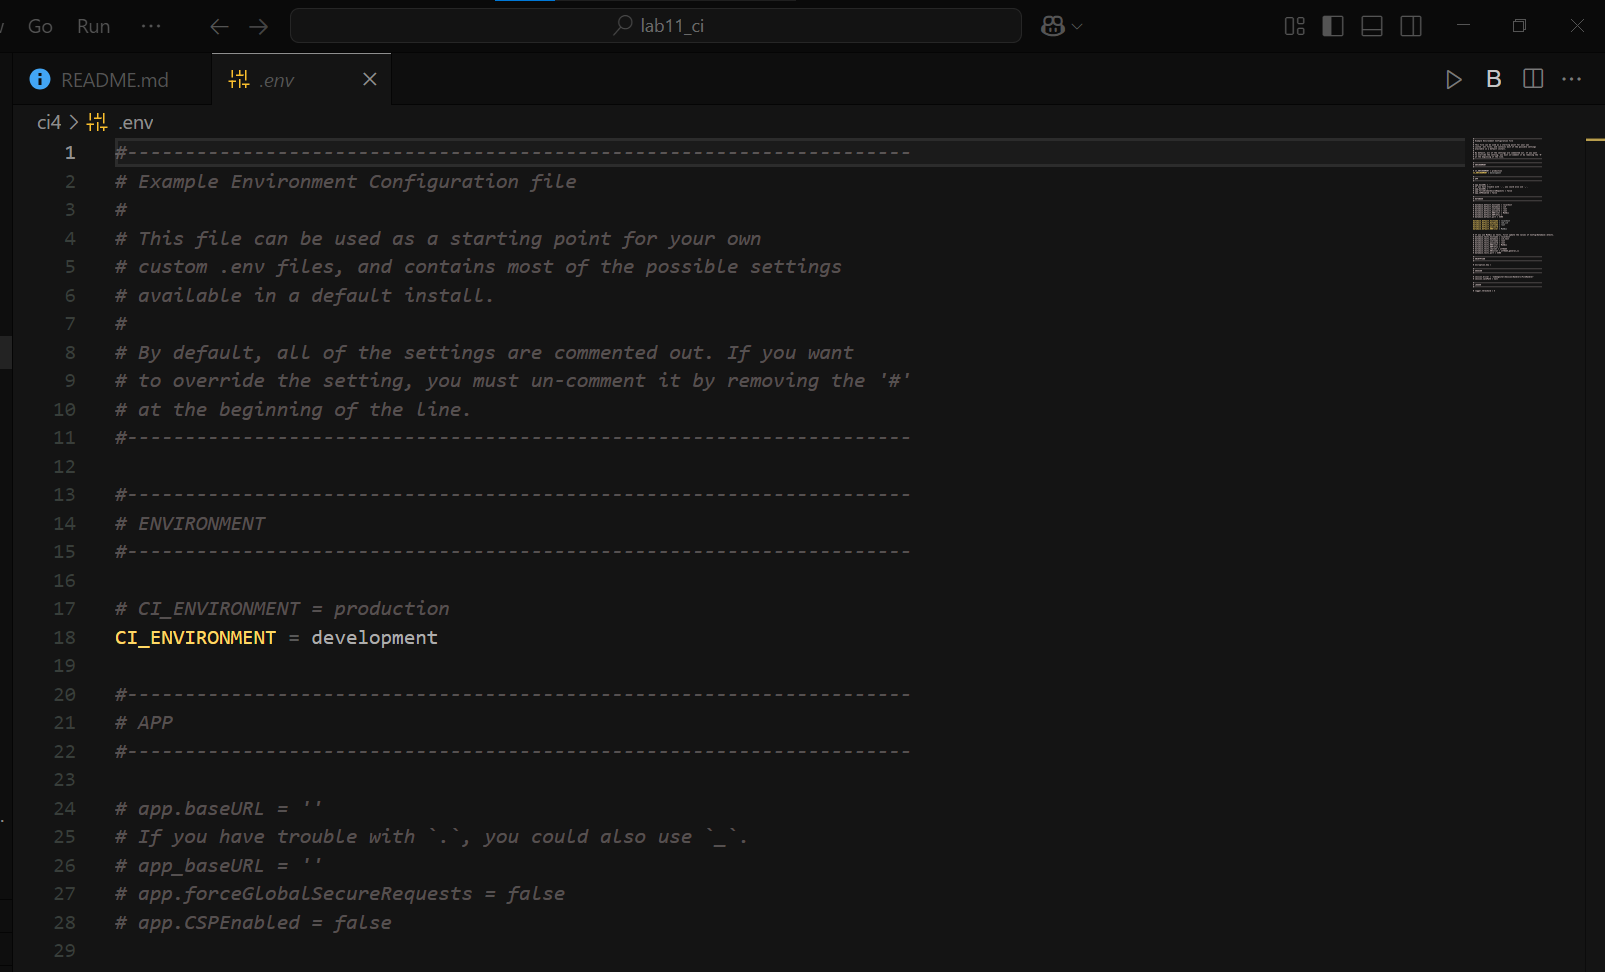 Go Run ··· lab11_ci
README.md .env B
ci4 > .env
1 #--------------------------------------------------------------------
2 # Example Environment Configuration file
3 #
4 # This file can be used as a starting point for your own
5 # custom .env files, and contains most of the possible settings
6 # available in a default install.
7 #
8 # By default, all of the settings are commented out. If you want
9 # to override the setting, you must un-comment it by removing the '#'
10 # at the beginning of the line.
11 #--------------------------------------------------------------------
12
13 #--------------------------------------------------------------------
14 # ENVIRONMENT
15 #--------------------------------------------------------------------
16
17 # CI_ENVIRONMENT = production
18 CI_ENVIRONMENT = development
19
20 #--------------------------------------------------------------------
21 # APP
22 #--------------------------------------------------------------------
23
24 # app.baseURL = ''
25 # If you have trouble with `.`, you could also use `_`.
26 # app_baseURL = ''
27 # app.forceGlobalSecureRequests = false
28 # app.CSPEnabled = false
29